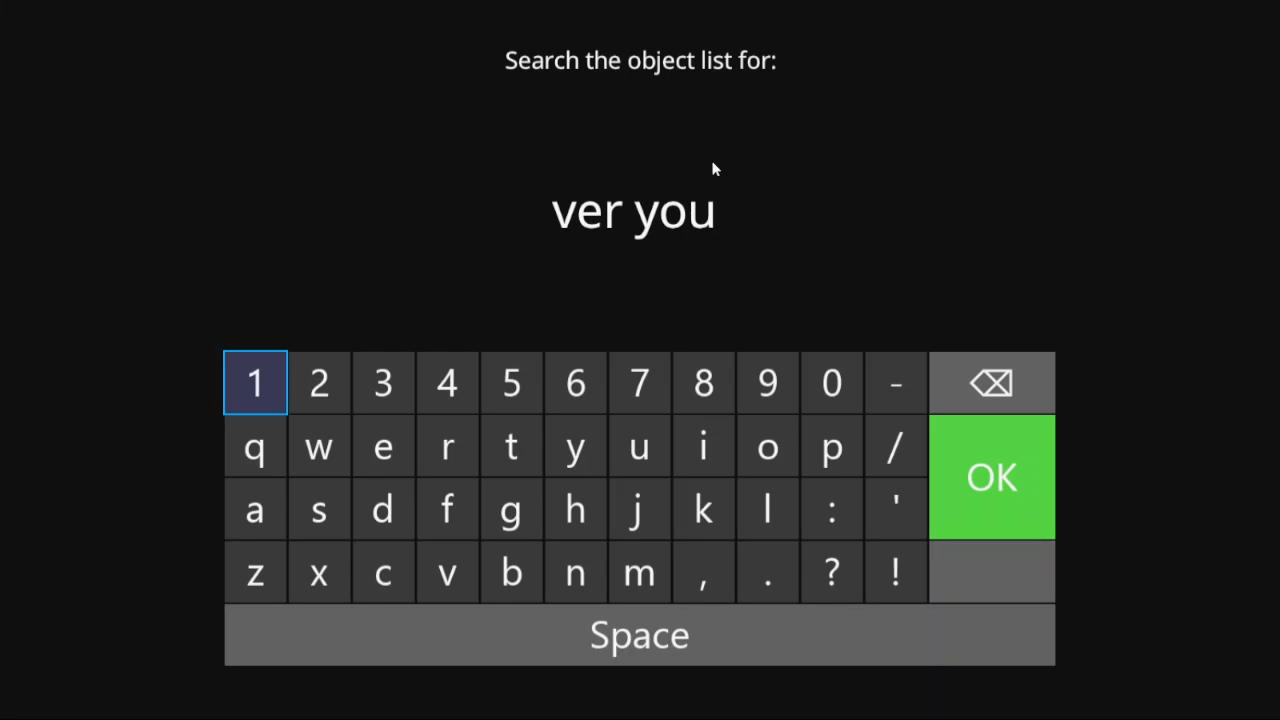 Search the object list for:
ver you
1 2 3 4 5 6 7 8 9 0 - ⌫
q w e r t y u i o p /
OK
a s d f g h j k l : '
z x c v b n m , . ? !
Space